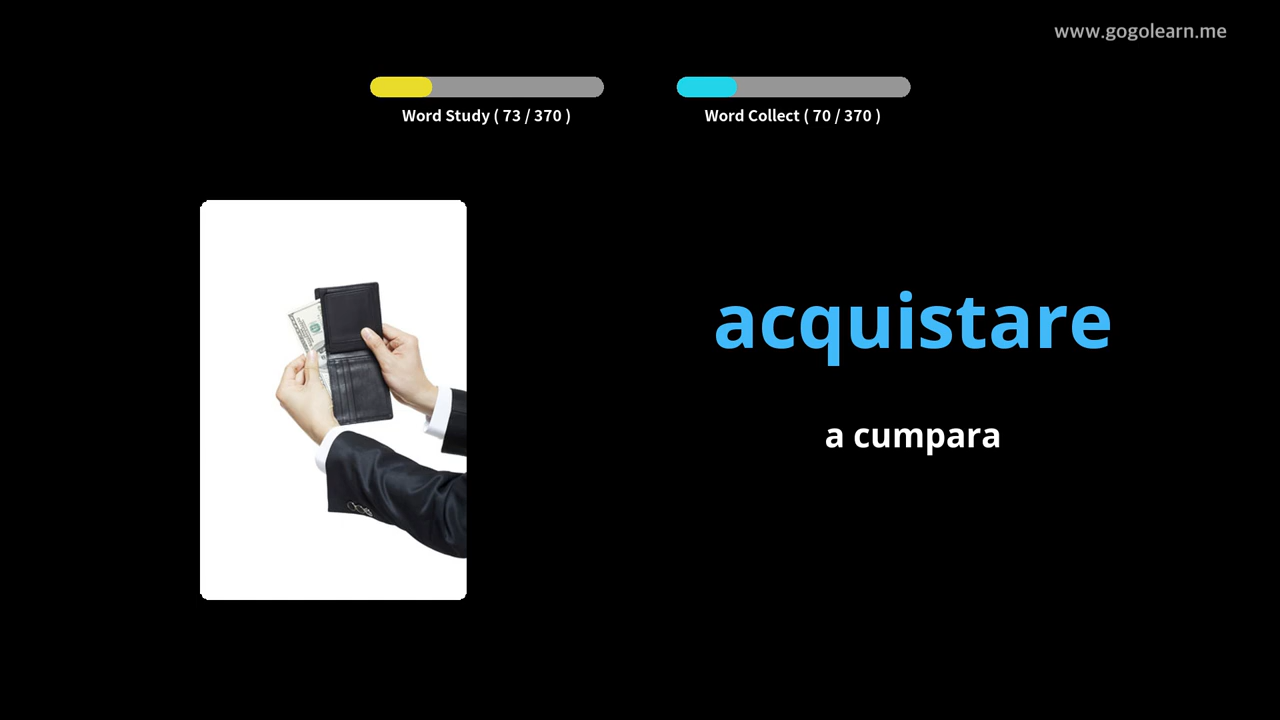 www.gogolearn.me
Word Study ( 73 / 370 )
Word Collect ( 70 / 370 )
acquistare
a cumpara